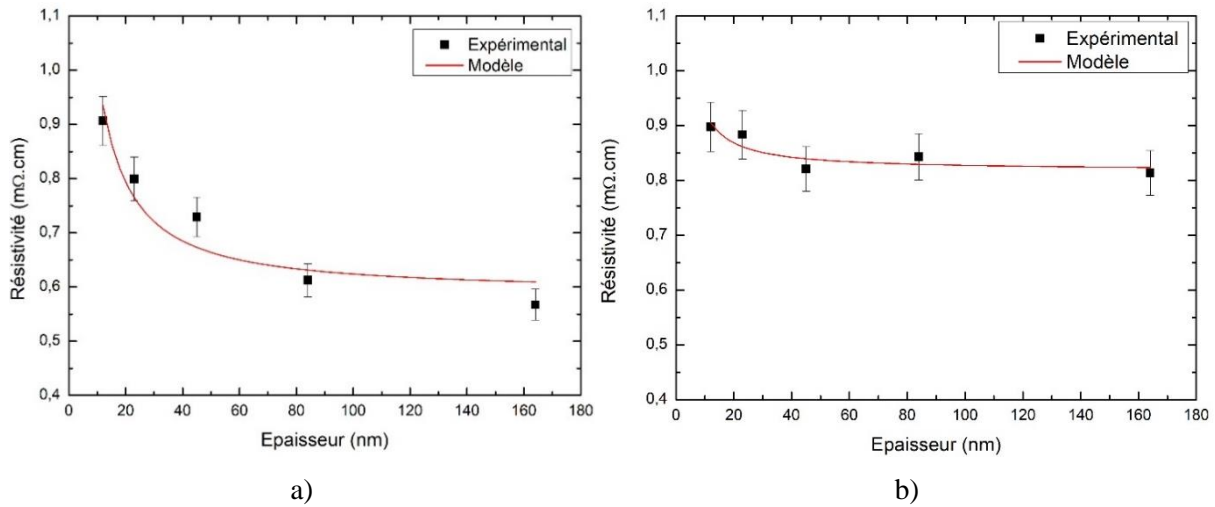 1,1
1,0
0,9
0,8
0,7
0,6
0,5
0,4
Résistivité (mΩ.cm)
Expérimental
Modèle
0 20 40 60 80 100 120 140 160 180
Epaisseur (nm)
a)
1,1
1,0
0,9
0,8
0,7
0,6
0,5
0,4
Résistivité (mΩ.cm)
Expérimental
Modèle
0 20 40 60 80 100 120 140 160 180
Epaisseur (nm)
b)